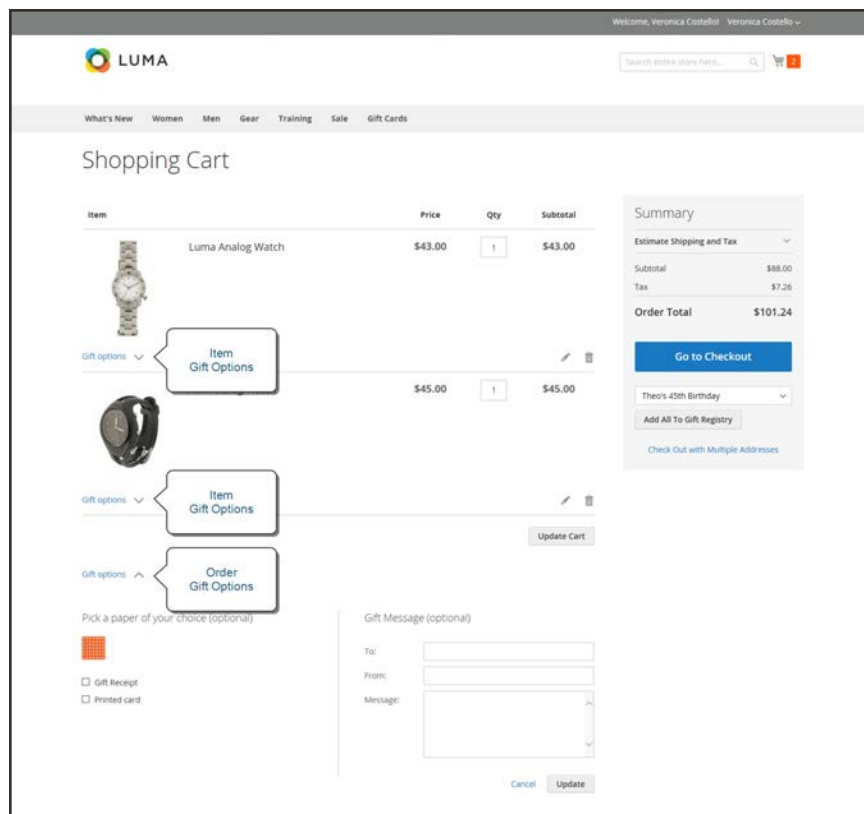 Welcome, Veronica Costello! Veronica Costello
LUMA
Search entire store here...
2
What's New Women Men Gear Training Sale Gift Cards
Shopping Cart
Item Price Qty Subtotal
Luma Analog Watch $43.00 1 $43.00
Gift options
Item
Gift Options
$45.00 1 $45.00
Gift options
Item
Gift Options
Update Cart
Gift options
Order
Gift Options
Pick a paper of your choice (optional)
Gift Receipt
Printed card
Gift Message (optional)
To:
From:
Message:
Cancel Update
Summary
Estimate Shipping and Tax
Subtotal $88.00
Tax $7.26
Order Total $101.24
Go to Checkout
Theo's 45th Birthday
Add All To Gift Registry
Check Out with Multiple Addresses